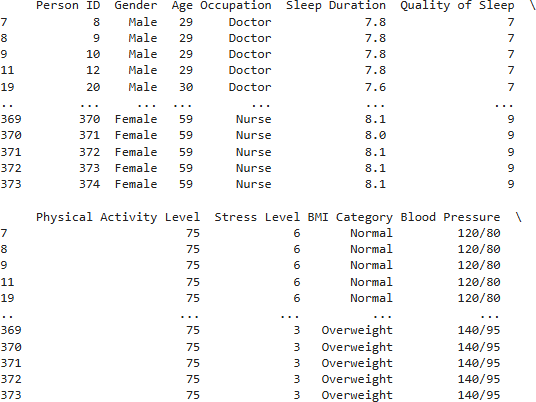 Person ID Gender Age Occupation Sleep Duration Quality of Sleep \
7 8 Male 29 Doctor 7.8 7
8 9 Male 29 Doctor 7.8 7
9 10 Male 29 Doctor 7.8 7
11 12 Male 29 Doctor 7.8 7
19 20 Male 30 Doctor 7.6 7
.. ... ... ... ... ... ...
369 370 Female 59 Nurse 8.1 9
370 371 Female 59 Nurse 8.0 9
371 372 Female 59 Nurse 8.1 9
372 373 Female 59 Nurse 8.1 9
373 374 Female 59 Nurse 8.1 9
Physical Activity Level Stress Level BMI Category Blood Pressure \
7 75 6 Normal 120/80
8 75 6 Normal 120/80
9 75 6 Normal 120/80
11 75 6 Normal 120/80
19 75 6 Normal 120/80
.. ... ... ... ...
369 75 3 Overweight 140/95
370 75 3 Overweight 140/95
371 75 3 Overweight 140/95
372 75 3 Overweight 140/95
373 75 3 Overweight 140/95